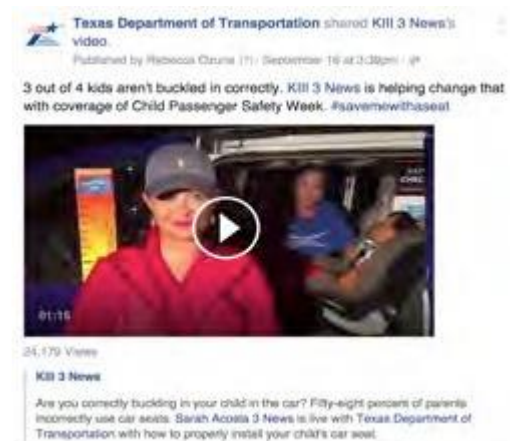 Texas Department of Transportation shared KIII 3 News's
video.
Published by Rebecca Ozuna [?] · September 16 at 3:39pm ·
3 out of 4 kids aren't buckled in correctly. KIII 3 News is helping change that
with coverage of Child Passenger Safety Week. #savemewithaseat
01:16
24,179 Views
KIII 3 News
Are you correctly buckling in your child in the car? Fifty-eight percent of parents
incorrectly use car seats. Sarah Acosta 3 News is live with Texas Department of
Transportation with how to properly install your child's car seat.